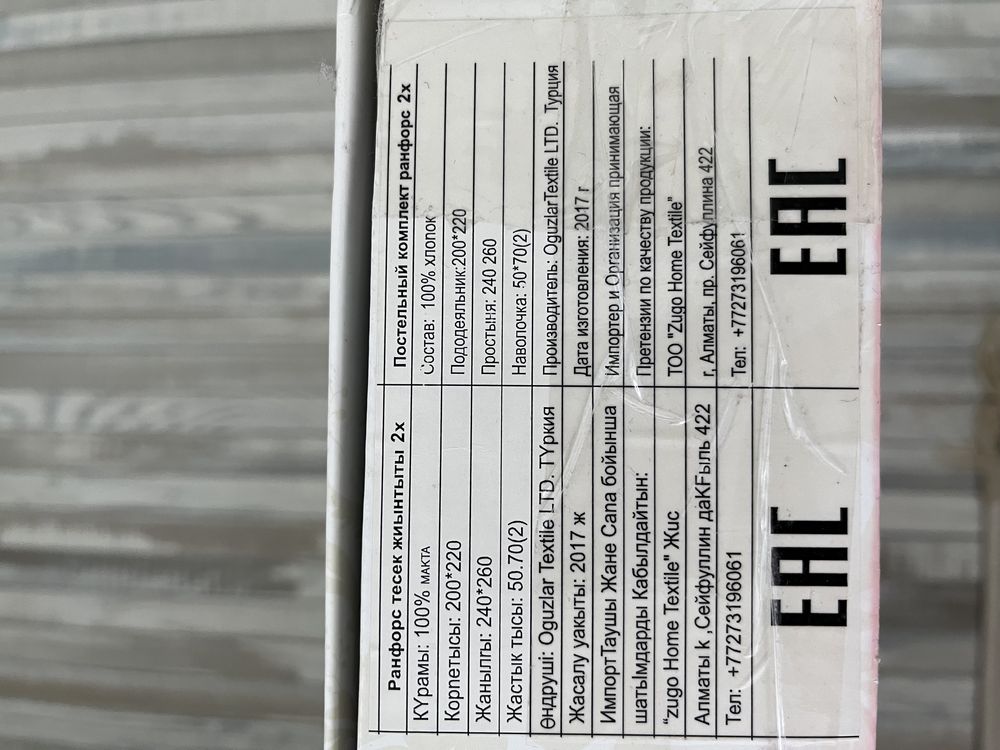 Ранфорс тесек жиынтыты 2х
КҮрамы: 100% МАКТА
Корпетысы: 200*220
Жанылгы: 240*260
Жастык тысы: 50.70(2)
Өндруші: Oguzlar Textile LTD. ТҮркия
Жасалу уакыты: 2017 ж
ИмпортТаушы Жане Сапа бойынша
шатЫмдарды Кабылдайтын:
"zugo Home Textile" Жис
Алматы k ,Сейфуллин даКҒыль 422
Тел: +77273196061
EAC
Постельный комплект ранфорс 2х
Состав: 100% хлопок
Пододеяльник:200*220
Простыня: 240 260
Навопочка: 50*70(2)
Производитель: OguzlarTextile LTD. Турция
Дата изготовления: 2017 г
Импортер и Организация принимающая
Претензии по качеству продукции:
ТОО "Zugo Home Textile"
г, Алматы, пр. Сейфуллина 422
Тел: +77273196061
EAC